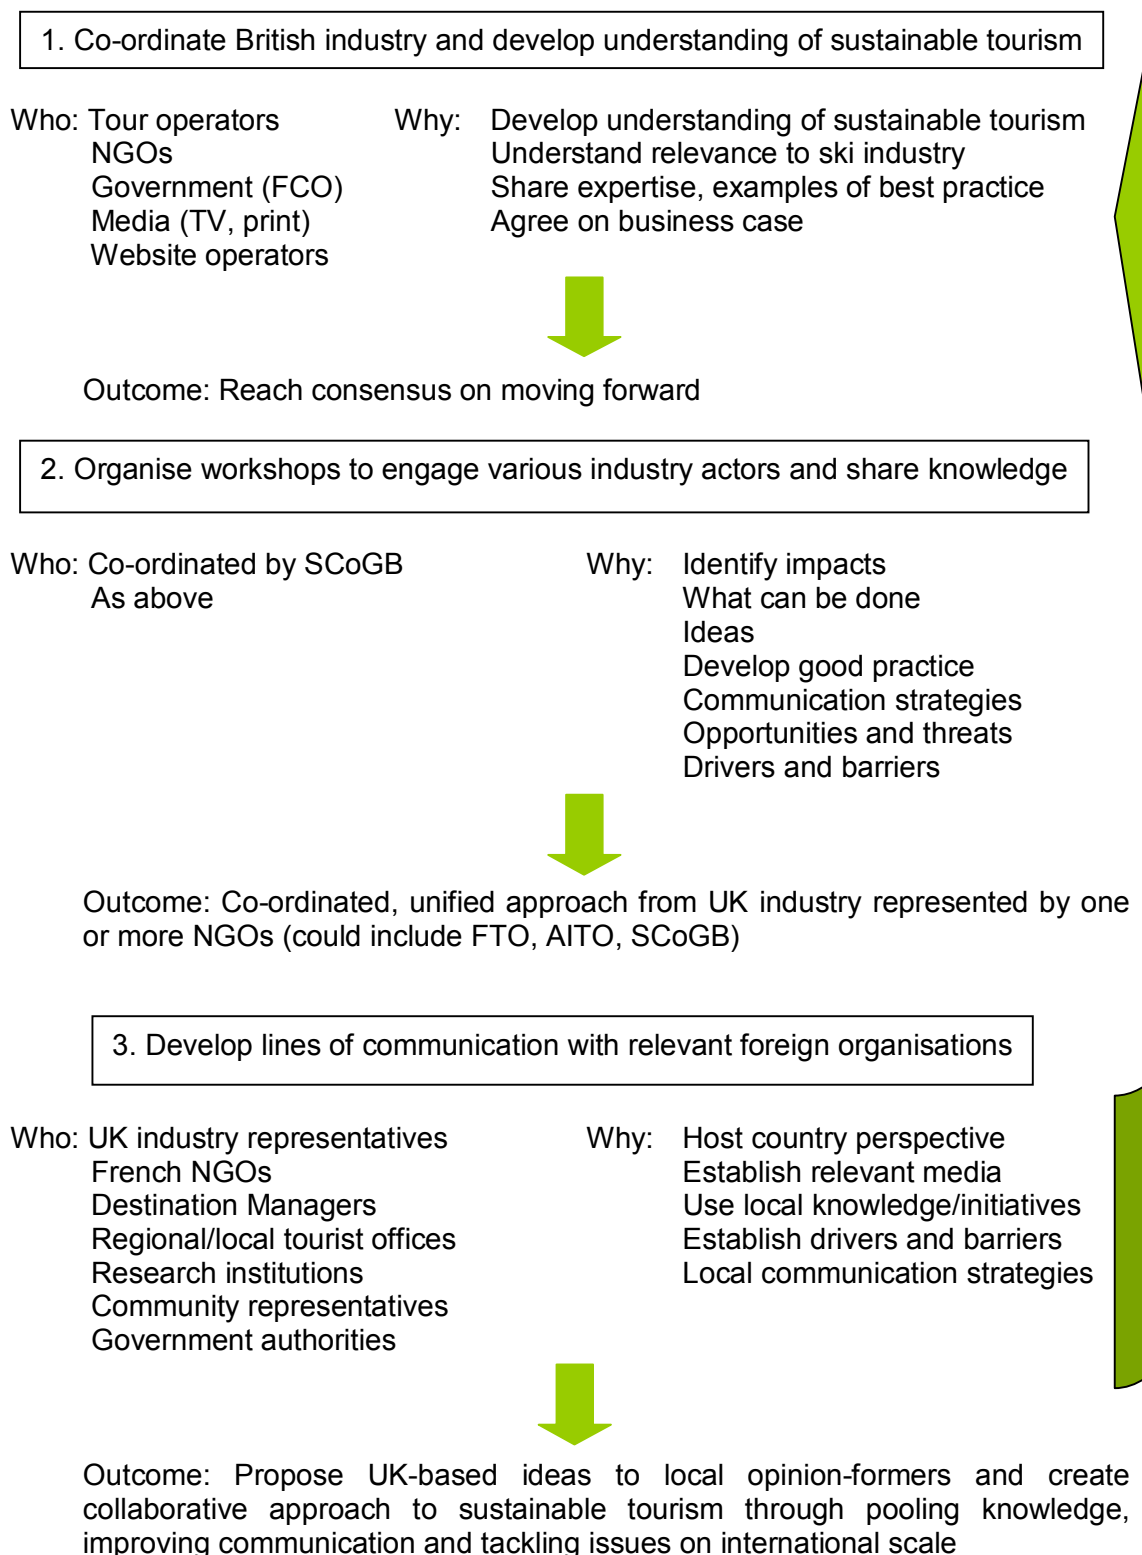 1. Co-ordinate British industry and develop understanding of sustainable tourism
Who: Tour operators
NGOs
Government (FCO)
Media (TV, print)
Website operators
Why: Develop understanding of sustainable tourism
Understand relevance to ski industry
Share expertise, examples of best practice
Agree on business case
Outcome: Reach consensus on moving forward
2. Organise workshops to engage various industry actors and share knowledge
Who: Co-ordinated by SCoGB
As above
Why: Identify impacts
What can be done
Ideas
Develop good practice
Communication strategies
Opportunities and threats
Drivers and barriers
Outcome: Co-ordinated, unified approach from UK industry represented by one
or more NGOs (could include FTO, AITO, SCoGB)
3. Develop lines of communication with relevant foreign organisations
Who: UK industry representatives
French NGOs
Destination Managers
Regional/local tourist offices
Research institutions
Community representatives
Government authorities
Why: Host country perspective
Establish relevant media
Use local knowledge/initiatives
Establish drivers and barriers
Local communication strategies
Outcome: Propose UK-based ideas to local opinion-formers and create
collaborative approach to sustainable tourism through pooling knowledge,
improving communication and tackling issues on international scale